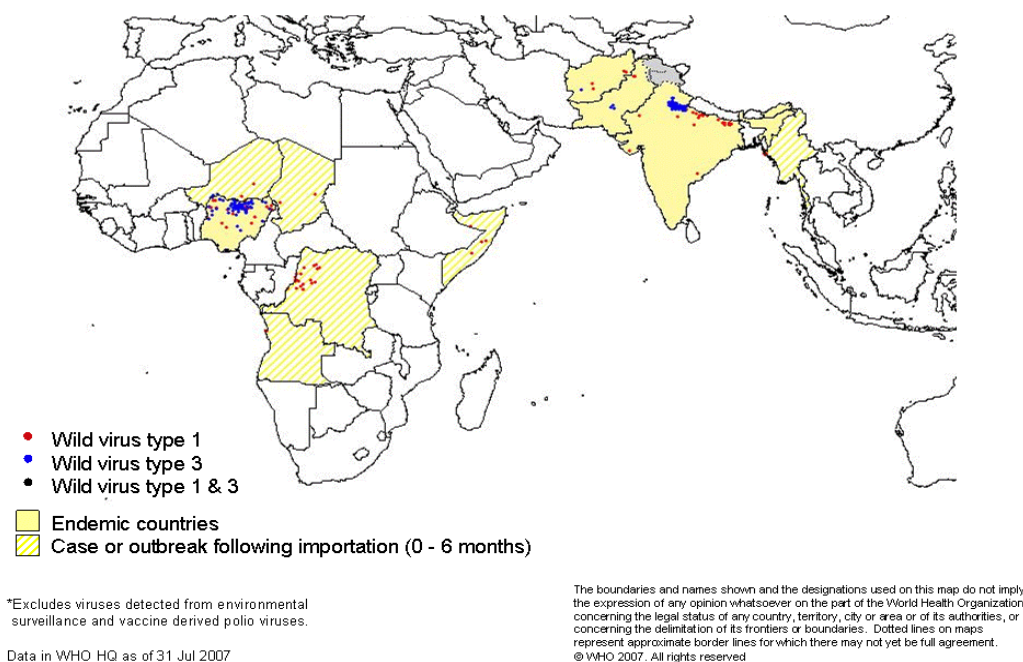 Wild virus type 1
Wild virus type 3
Wild virus type 1 & 3
Endemic countries
Case or outbreak following importation (0 - 6 months)
*Excludes viruses detected from environmental
surveillance and vaccine derived polio viruses.
Data in WHO HQ as of 31 Jul 2007
The boundaries and names shown and the designations used on this map do not imply
the expression of any opinion whatsoever on the part of the World Health Organization
concerning the legal status of any country, territory, city or area or of its authorities, or
concerning the delimitation of its frontiers or boundaries. Dotted lines on maps
represent approximate border lines for which there may not yet be full agreement.
© WHO 2007. All rights reserved